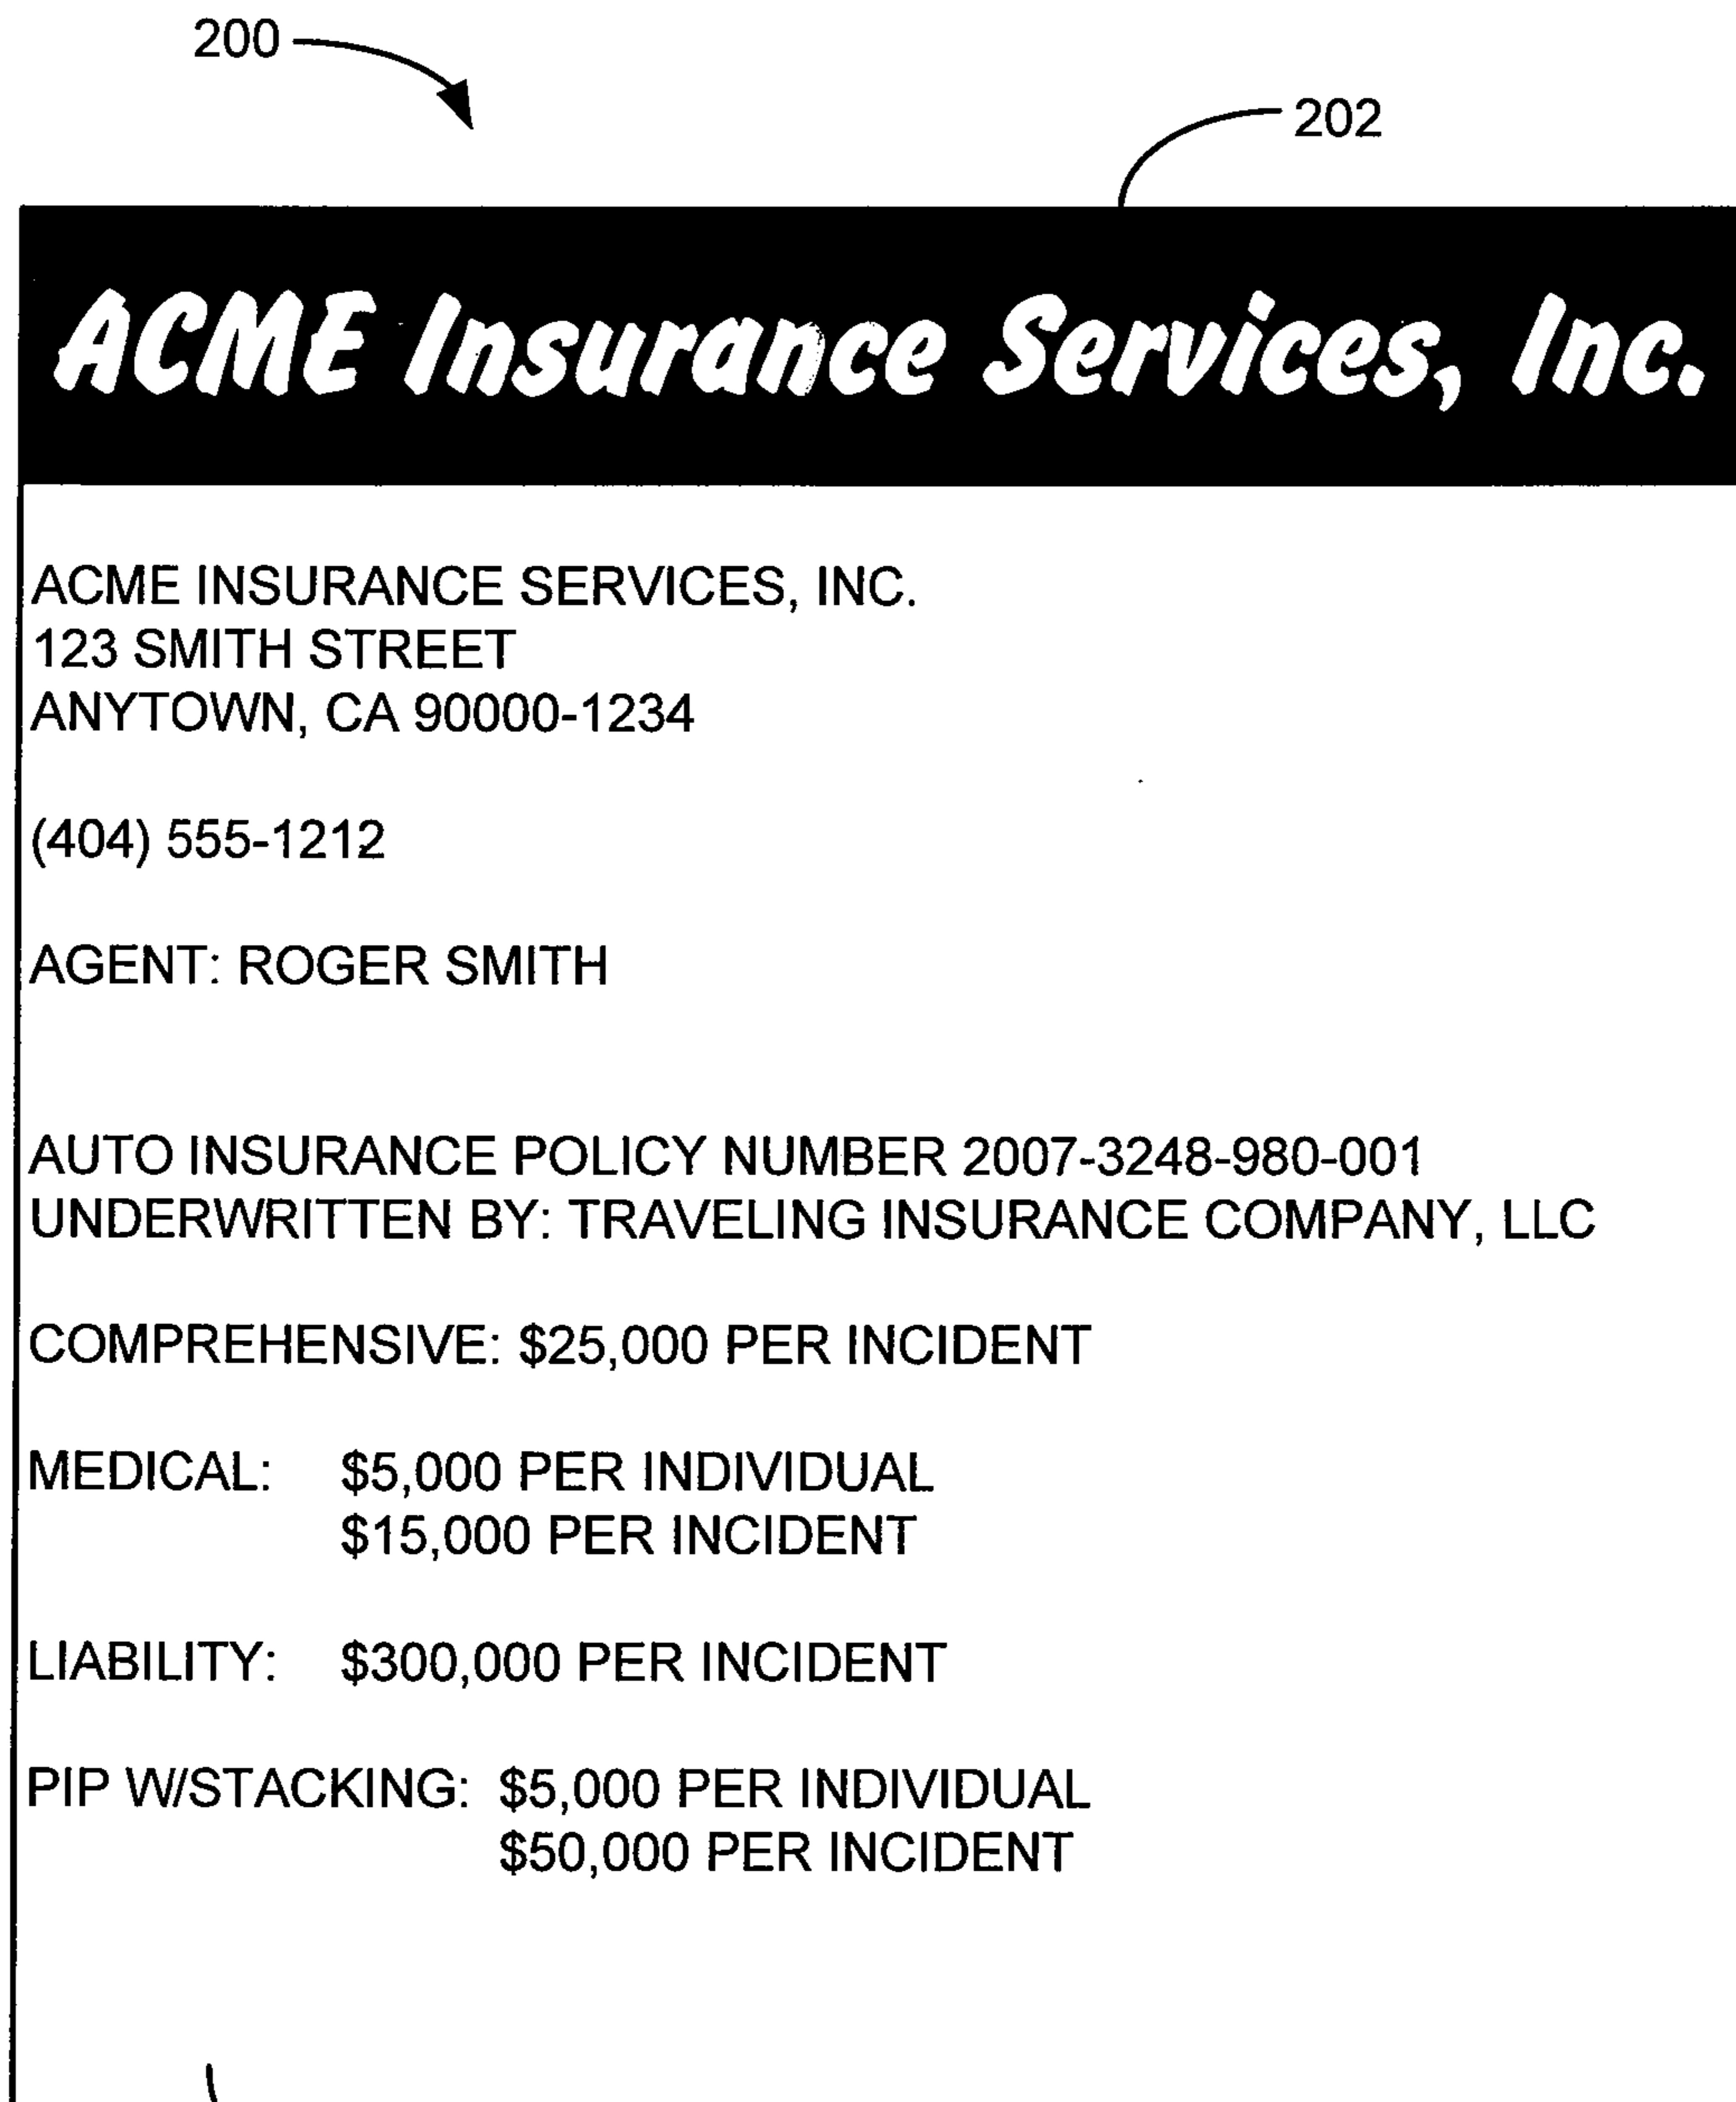 200
202
ACME Insurance Services, Inc.
ACME INSURANCE SERVICES, INC.
123 SMITH STREET
ANYTOWN, CA 90000-1234
(404) 555-1212
AGENT: ROGER SMITH
AUTO INSURANCE POLICY NUMBER 2007-3248-980-001
UNDERWRITTEN BY: TRAVELING INSURANCE COMPANY, LLC
COMPREHENSIVE: $25,000 PER INCIDENT
MEDICAL: $5,000 PER INDIVIDUAL
$15,000 PER INCIDENT
LIABILITY: $300,000 PER INCIDENT
PIP W/STACKING: $5,000 PER INDIVIDUAL
$50,000 PER INCIDENT